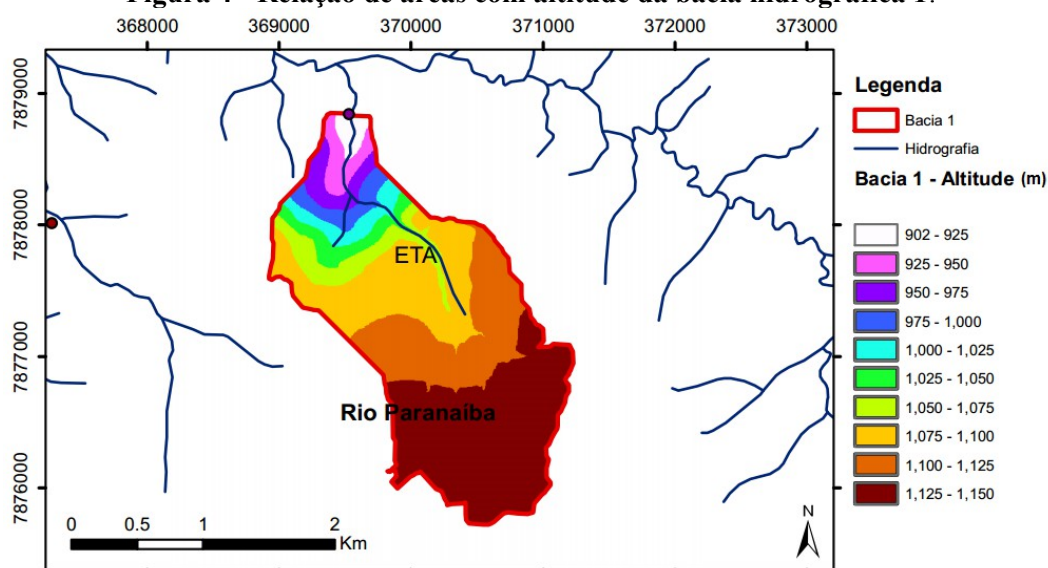 Figura 4 - Relação de áreas com altitude da bacia hidrográfica 1.
368000 369000 370000 371000 372000 373000
7879000
7878000
7877000
7876000
ETA
Rio Paranaíba
0 0.5 1 2
Km
N
Legenda
Bacia 1
Hidrografia
Bacia 1 - Altitude (m)
902 - 925
925 - 950
950 - 975
975 - 1,000
1,000 - 1,025
1,025 - 1,050
1,050 - 1,075
1,075 - 1,100
1,100 - 1,125
1,125 - 1,150